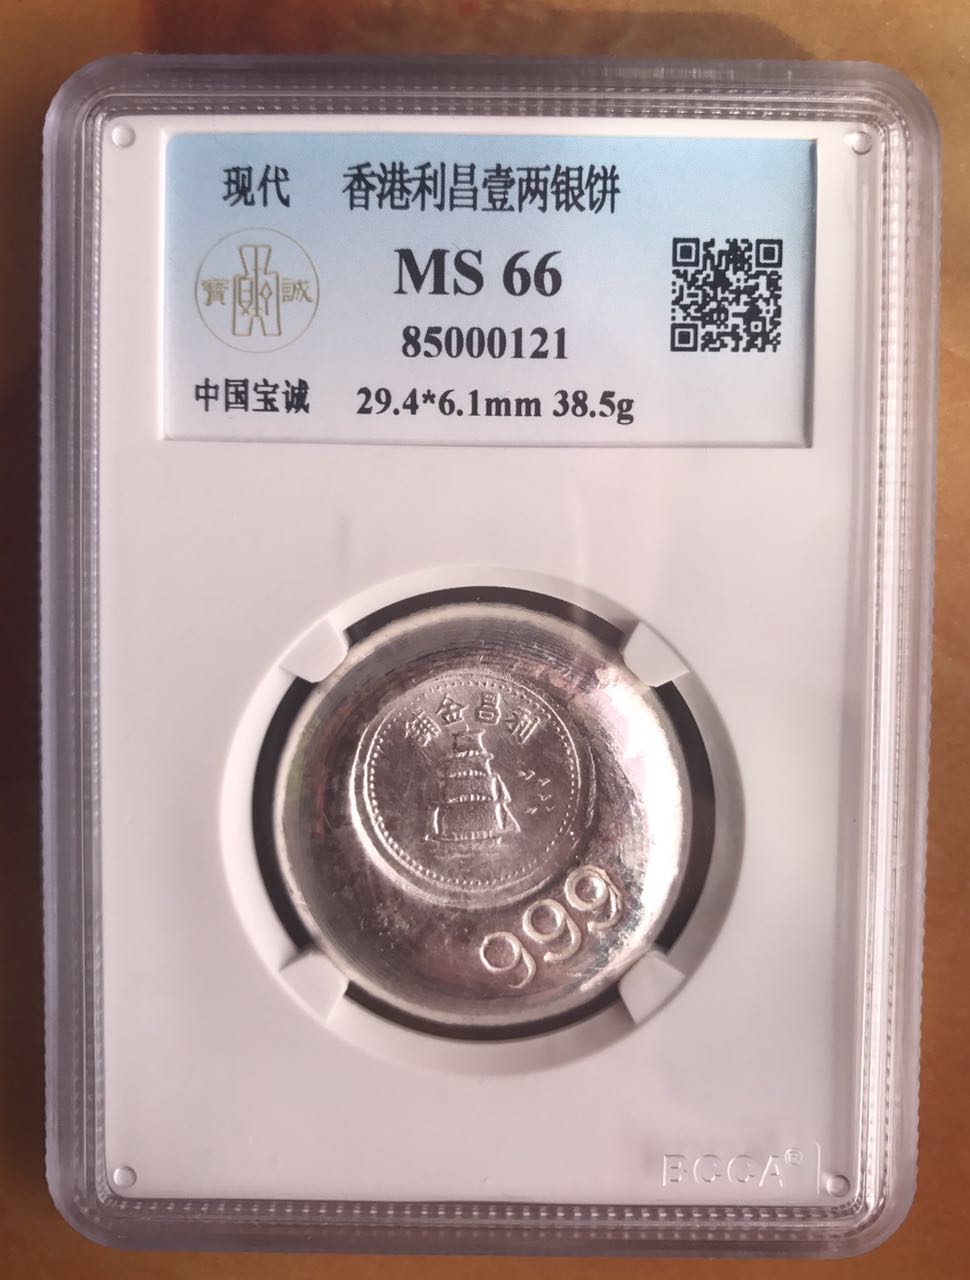 现代 香港利昌壹两银饼
MS 66
寶 誠
85000121
中国宝诚 29.4*6.1mm 38.5g
舖金昌利
999
BCCA®